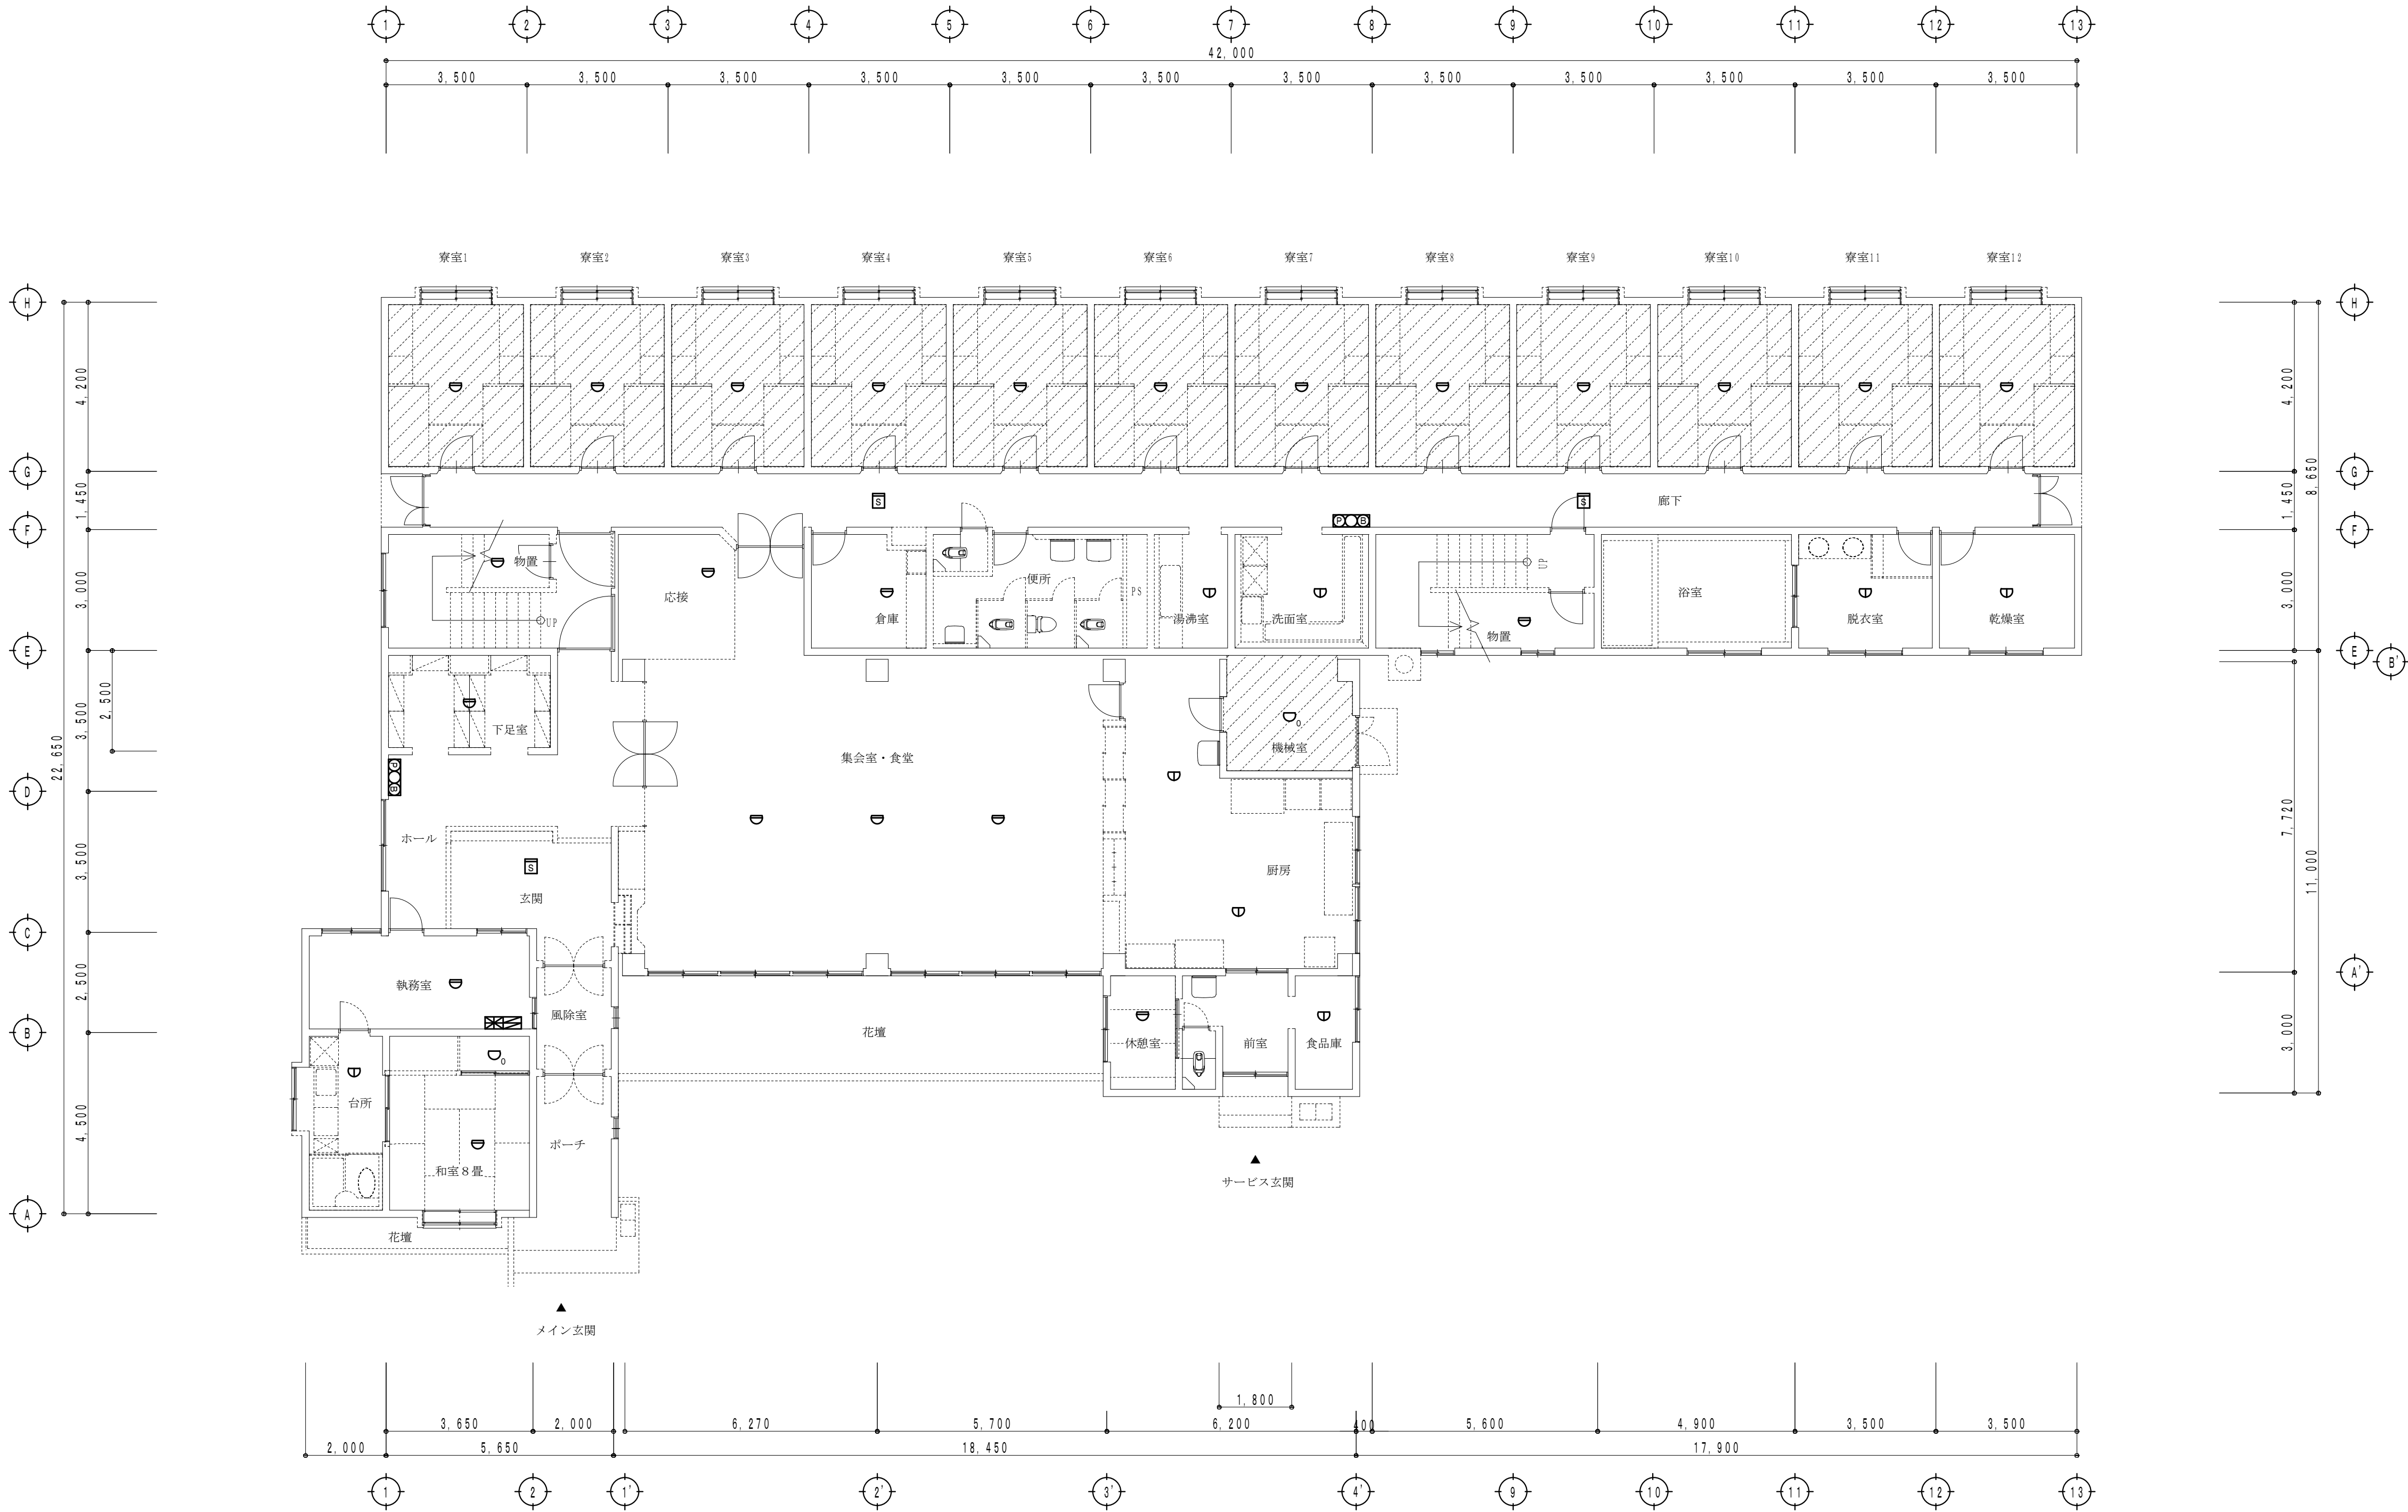 1 2 3 4 5 6 7 8 9 10 11 12 13
42,000
3,500 3,500 3,500 3,500 3,500 3,500 3,500 3,500 3,500 3,500 3,500 3,500
寮室1 寮室2 寮室3 寮室4 寮室5 寮室6 寮室7 寮室8 寮室9 寮室10 寮室11 寮室12
H
H
4,200
4,200
G
G
1,450
S
S
廊下
1,450
8,650
P B
F
F
物置
UP
応接
倉庫
便所
PS
湯沸室
洗面室
UP
物置
浴室
脱衣室
乾燥室
3,000
3,000
E
E
B'
2,500
3,500
22,650
下足室
集会室・食堂
機械室
O
P B
D
D
7,720
ホール
S
玄関
厨房
3,500
11,000
C
A'
2,500
執務室
風除室
花壇
休憩室
前室
食品庫
B
O
3,000
台所
4,500
和室8畳
ポーチ
サービス玄関
A
花壇
メイン玄関
1,800
3,650 2,000 6,270 5,700 6,200 400 5,600 4,900 3,500 3,500
2,000 5,650 18,450 17,900
1 2 1' 2' 3' 4' 9 10 11 12 13